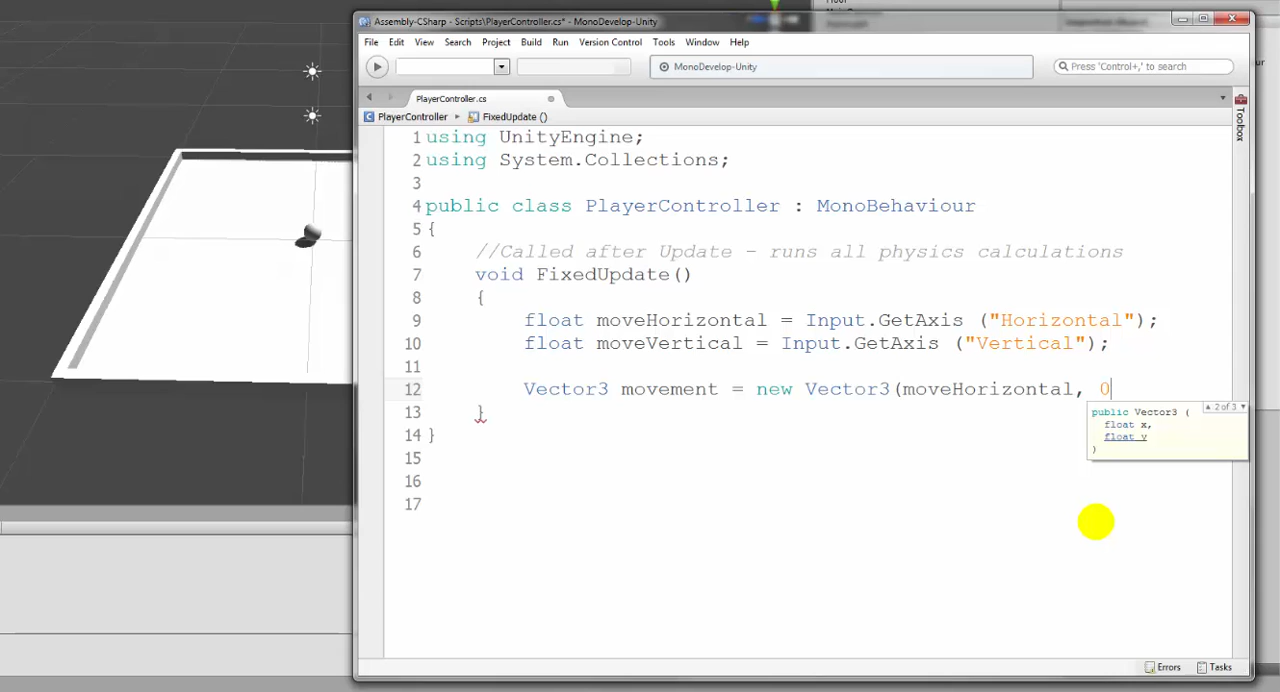 Assembly-CSharp - Scripts\PlayerController.cs* - MonoDevelop-Unity
File Edit View Search Project Build Run Version Control Tools Window Help
MonoDevelop-Unity
Press 'Control+,' to search
PlayerController.cs
PlayerController FixedUpdate ()
Toolbox
1 using UnityEngine;
2 using System.Collections;
3
4 public class PlayerController : MonoBehaviour
5 {
6 //Called after Update - runs all physics calculations
7 void FixedUpdate()
8 {
9 float moveHorizontal = Input.GetAxis ("Horizontal");
10 float moveVertical = Input.GetAxis ("Vertical");
11
12 Vector3 movement = new Vector3(moveHorizontal, 0
13 }
14 }
15
16
17
▲ 2 of 3 ▼
public Vector3 (
float x,
float y
)
Errors Tasks